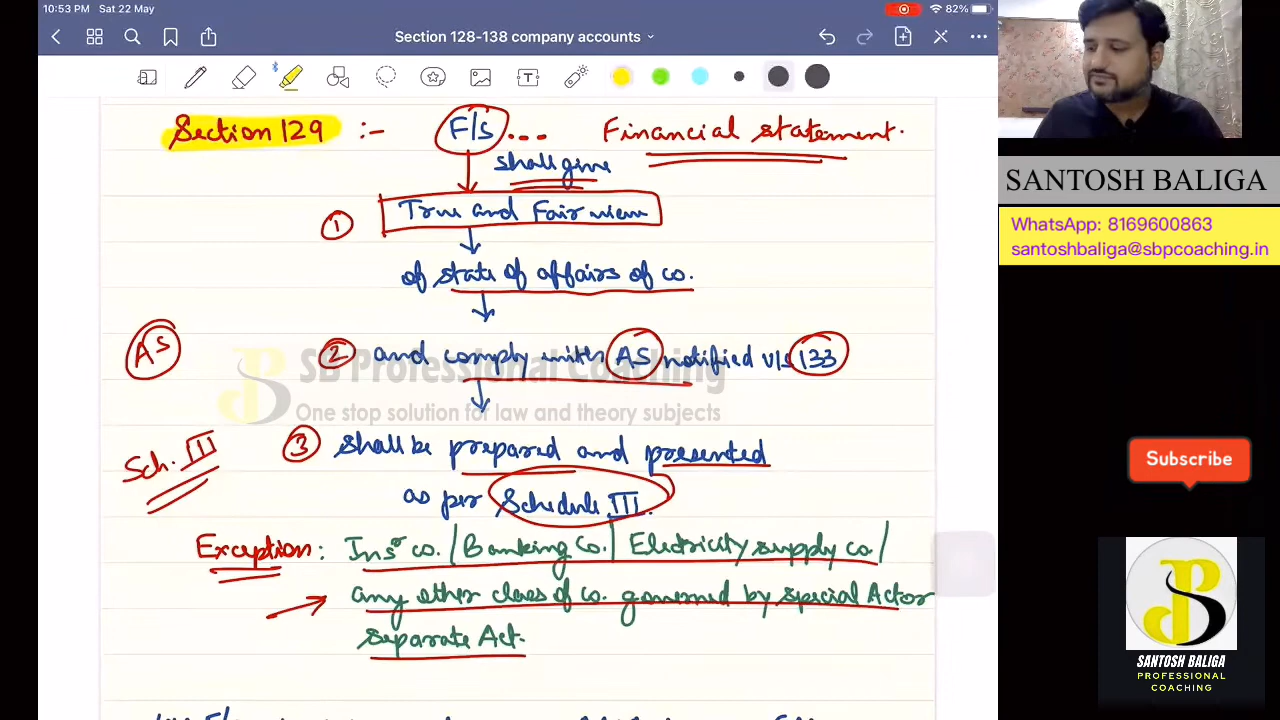 10:53 PM Sat 22 May
82%
Section 128-138 company accounts
Section 129 :- F/s ... Financial statement.
shall give
① True and Fair view
of state of affairs of co.
AS
② and comply with AS notified u/s 133
SB Professional Coaching
One stop solution for law and theory subjects
③ shall be prepared and presented
Sch. III
as per Schedule III.
Exception: Insᵉ co. / Banking Co. / Electricity supply co /
any other class of co. governed by special Act or
separate Act.
SANTOSH BALIGA
WhatsApp: 8169600863
santoshbaliga@sbpcoaching.in
Subscribe
SANTOSH BALIGA
PROFESSIONAL
COACHING